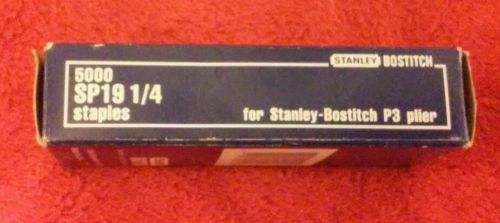 STANLEY BOSTITCH
5000
SP19 1/4
staples
for Stanley-Bostitch P3 plier